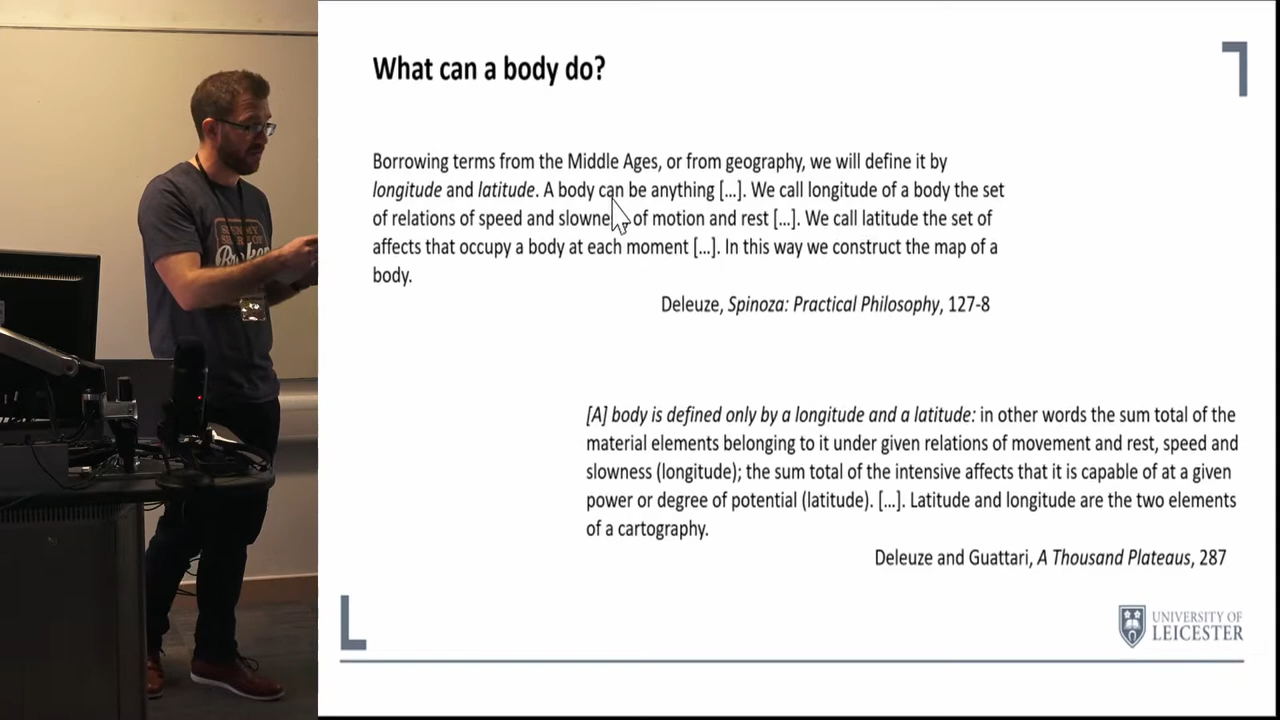 What can a body do?
Borrowing terms from the Middle Ages, or from geography, we will define it by
longitude and latitude. A body can be anything [...]. We call longitude of a body the set
of relations of speed and slowne of motion and rest [...]. We call latitude the set of
affects that occupy a body at each moment [...]. In this way we construct the map of a
body.
Deleuze, Spinoza: Practical Philosophy, 127-8
[A] body is defined only by a longitude and a latitude: in other words the sum total of the
material elements belonging to it under given relations of movement and rest, speed and
slowness (longitude); the sum total of the intensive affects that it is capable of at a given
power or degree of potential (latitude). [...]. Latitude and longitude are the two elements
of a cartography.
Deleuze and Guattari, A Thousand Plateaus, 287
UNIVERSITY OF
LEICESTER